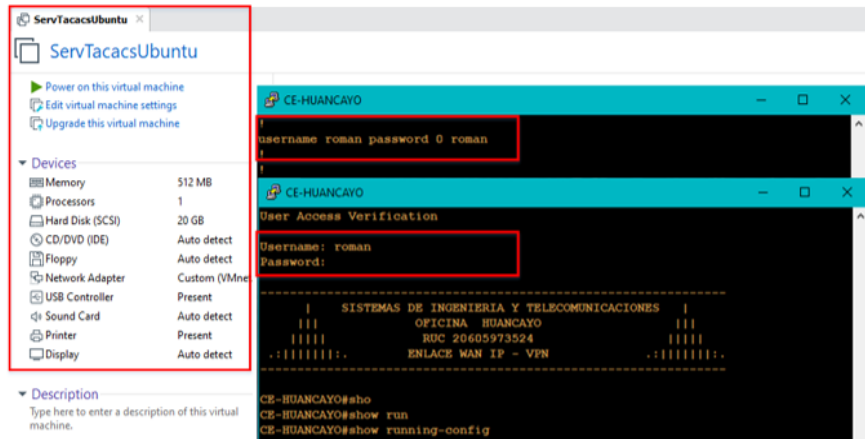 ServTacacsUbuntu
ServTacacsUbuntu
Power on this virtual machine
Edit virtual machine settings
Upgrade this virtual machine
Devices
Memory 512 MB
Processors 1
Hard Disk (SCSI) 20 GB
CD/DVD (IDE) Auto detect
Floppy Auto detect
Network Adapter Custom (VMne
USB Controller Present
Sound Card Auto detect
Printer Present
Display Auto detect
Description
Type here to enter a description of this virtual
machine.
CE-HUANCAYO
!
username roman password 0 roman
!
!
CE-HUANCAYO
User Access Verification
Username: roman
Password:
----------------------------------------------------------------
| SISTEMAS DE INGENIERIA Y TELECOMUNICACIONES |
||| OFICINA HUANCAYO |||
||||| RUC 20605973524 |||||
.:|||||||:. ENLACE WAN IP - VPN .:|||||||:.
----------------------------------------------------------------
CE-HUANCAYO#sho
CE-HUANCAYO#show run
CE-HUANCAYO#show running-config